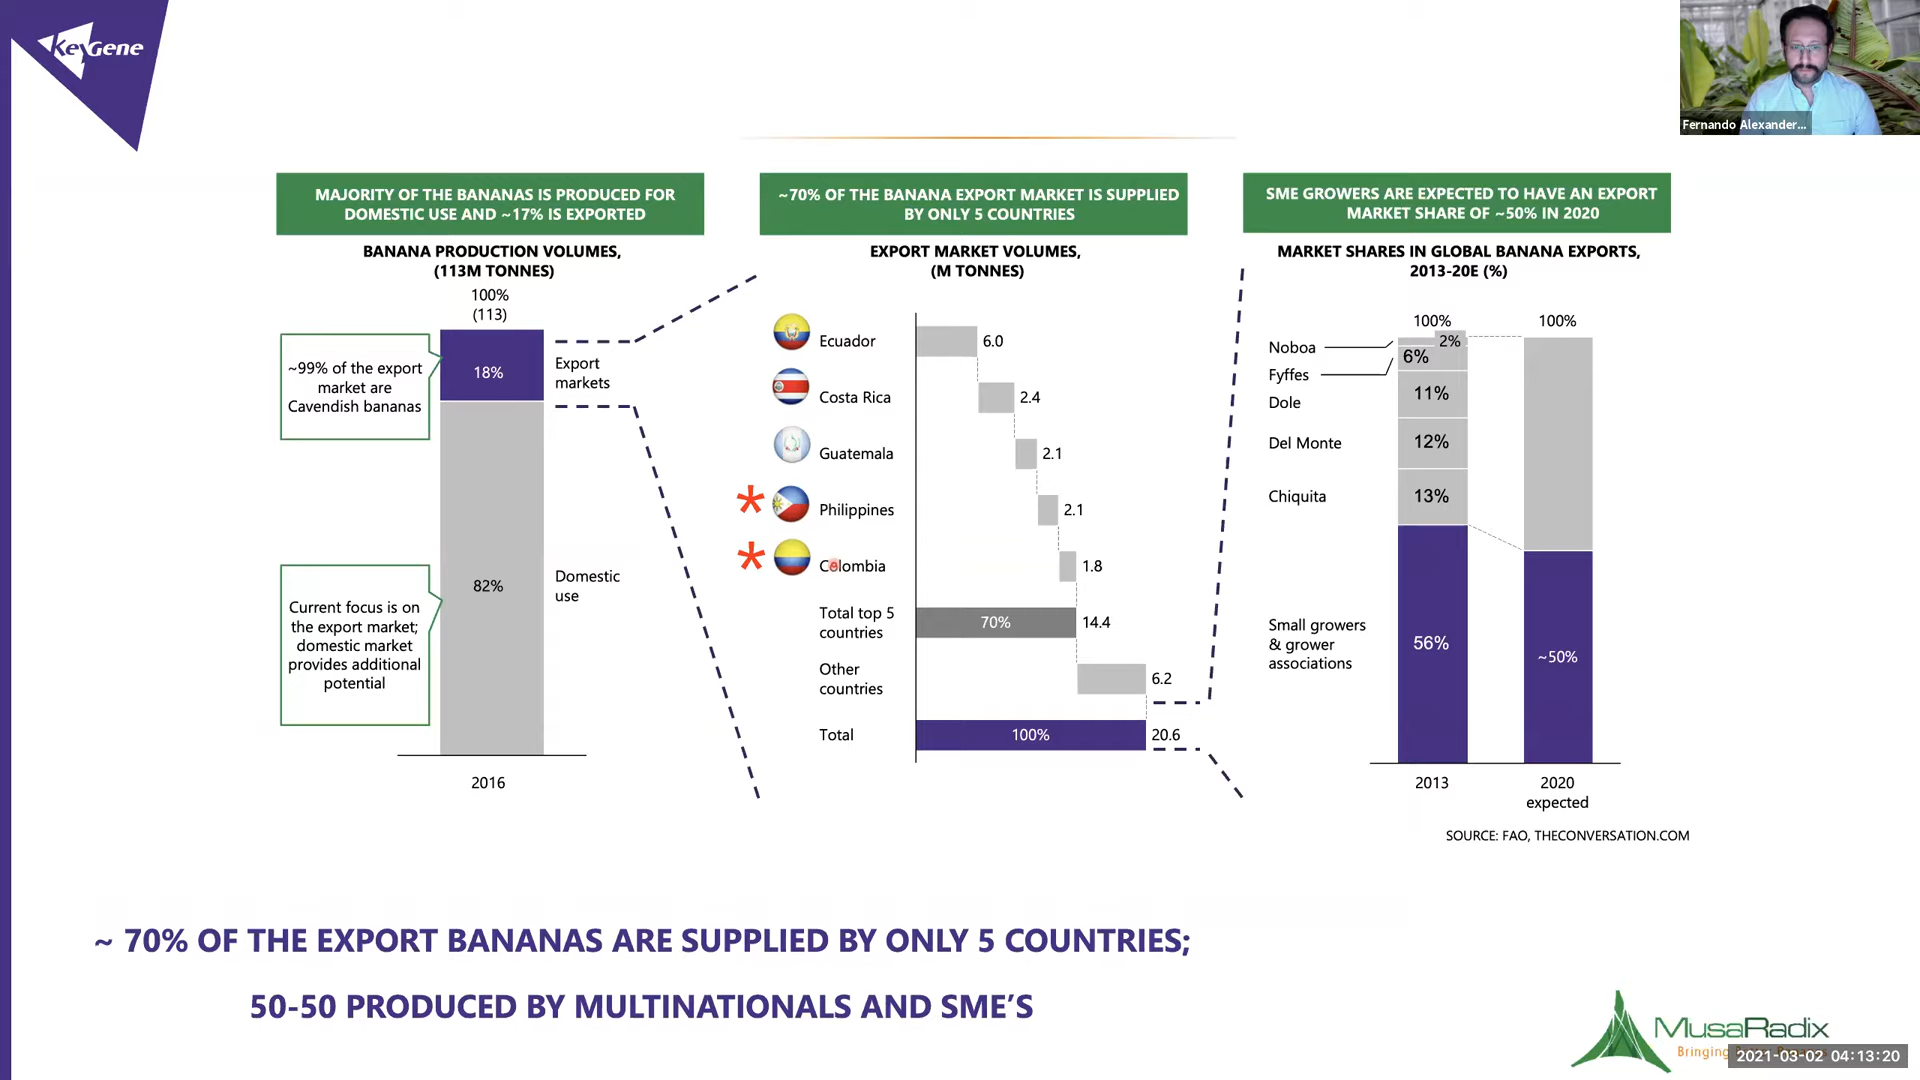 KeyGene
Fernando Alexander...
MAJORITY OF THE BANANAS IS PRODUCED FOR
DOMESTIC USE AND ~17% IS EXPORTED
BANANA PRODUCTION VOLUMES,
(113M TONNES)
100%
(113)
~99% of the export
market are
Cavendish bananas
18%
Export
markets
Current focus is on
the export market;
domestic market
provides additional
potential
82%
Domestic
use
2016
~70% OF THE BANANA EXPORT MARKET IS SUPPLIED
BY ONLY 5 COUNTRIES
EXPORT MARKET VOLUMES,
(M TONNES)
Ecuador 6.0
Costa Rica 2.4
Guatemala 2.1
* Philippines 2.1
* Colombia 1.8
Total top 5
countries
70% 14.4
Other
countries
6.2
Total 100% 20.6
SME GROWERS ARE EXPECTED TO HAVE AN EXPORT
MARKET SHARE OF ~50% IN 2020
MARKET SHARES IN GLOBAL BANANA EXPORTS,
2013-20E (%)
100% 100%
Noboa 2%
Fyffes 6%
Dole 11%
Del Monte 12%
Chiquita 13%
Small growers
& grower
associations
56% ~50%
2013 2020
expected
SOURCE: FAO, THECONVERSATION.COM
~ 70% OF THE EXPORT BANANAS ARE SUPPLIED BY ONLY 5 COUNTRIES;
50-50 PRODUCED BY MULTINATIONALS AND SME'S
MusaRadix
Bringing
2021-03-02 04:13:20